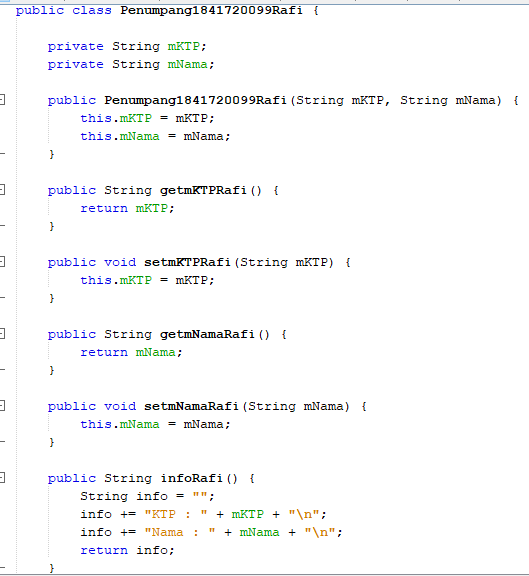 public class Penumpang1841720099Rafi {
private String mKTP;
private String mNama;
public Penumpang1841720099Rafi(String mKTP, String mNama) {
this.mKTP = mKTP;
this.mNama = mNama;
}
public String getmKTPRafi() {
return mKTP;
}
public void setmKTPRafi(String mKTP) {
this.mKTP = mKTP;
}
public String getmNamaRafi() {
return mNama;
}
public void setmNamaRafi(String mNama) {
this.mNama = mNama;
}
public String infoRafi() {
String info = "";
info += "KTP : " + mKTP + "\n";
info += "Nama : " + mNama + "\n";
return info;
}